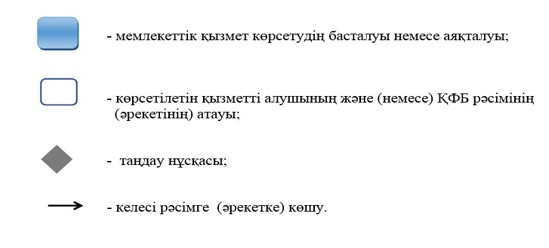 - мемлекеттік қызмет көрсетудің басталуы немесе аяқталуы;
- көрсетілетін қызметті алушының және (немесе) ҚФБ рәсімінің
(әрекетінің) атауы;
- таңдау нұсқасы;
- келесі рәсімге (әрекетке) көшу.